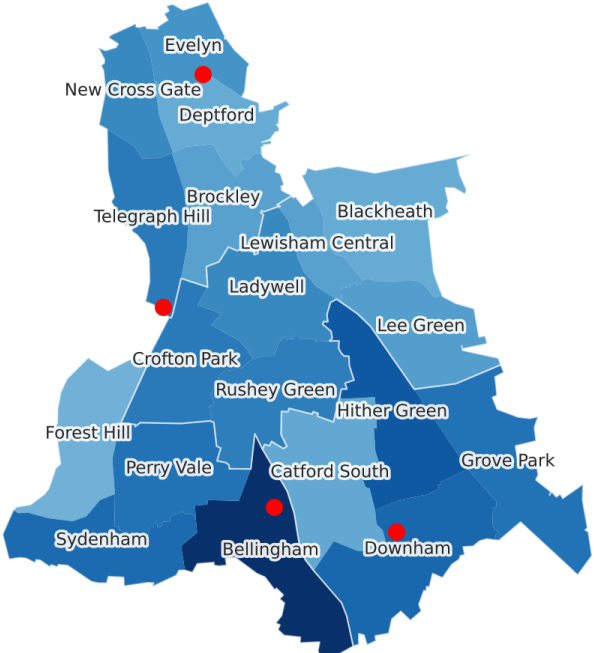 Evelyn
New Cross Gate
Deptford
Brockley
Telegraph Hill
Blackheath
Lewisham Central
Ladywell
Lee Green
Crofton Park
Rushey Green
Hither Green
Forest Hill
Perry Vale
Catford South
Grove Park
Sydenham
Bellingham
Downham